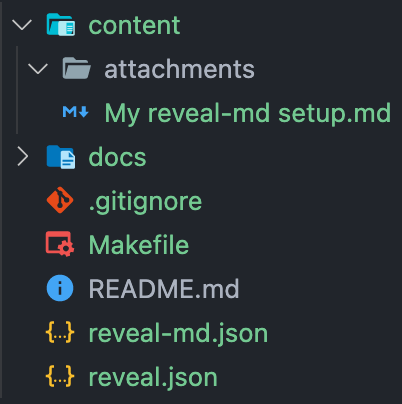 content
attachments
My reveal-md setup.md
docs
.gitignore
Makefile
README.md
{...} reveal-md.json
{...} reveal.json